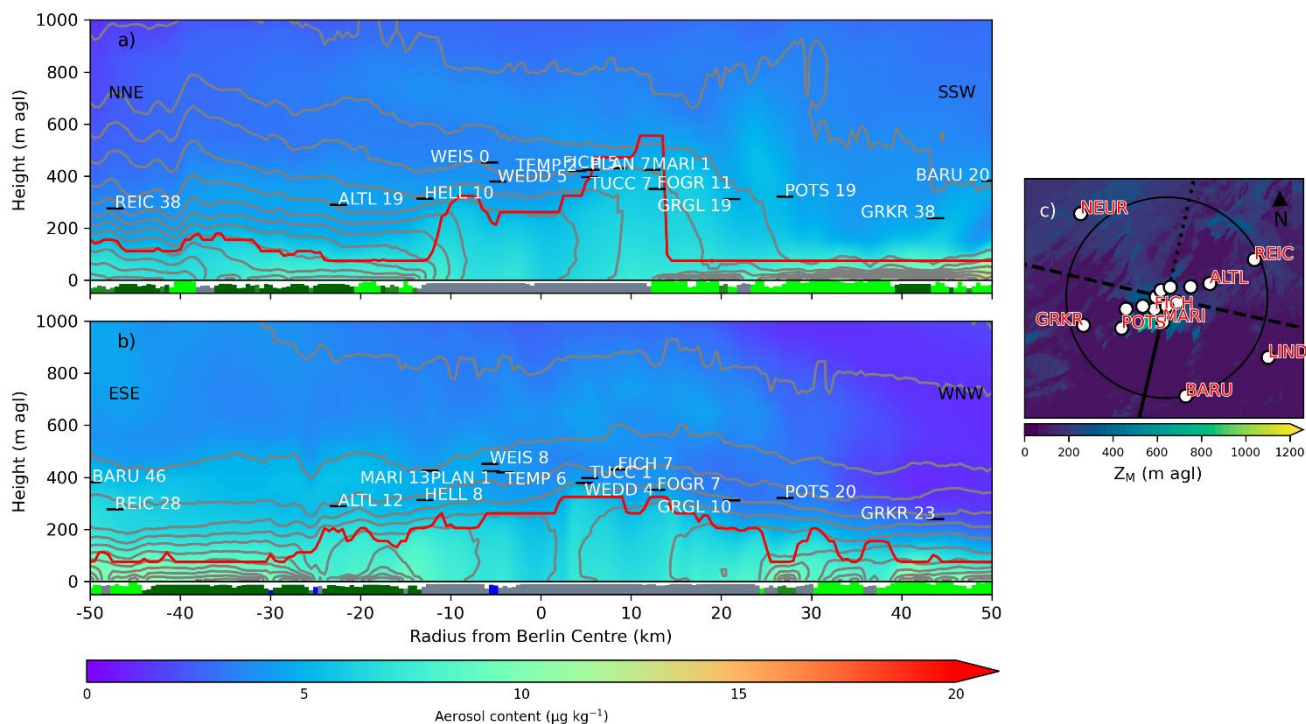 a)
1000
800
600
400
200
0
Height (m agl)
NNE
SSW
REIC 38
ALTL 19
HELL 10
WEIS 0
WEDD 5
TEMP 2
FICH 5
PLAN 7
MARI 1
TUCC 7
FOGR 11
GRGL 19
POTS 19
GRKR 38
BARU 20
b)
1000
800
600
400
200
0
Height (m agl)
ESE
WNW
BARU 46
REIC 28
ALTL 12
MARI 13
PLAN 1
HELL 8
WEIS 8
TEMP 6
FICH 7
TUCC 1
WEDD 4
FOGR 7
GRGL 10
POTS 20
GRKR 23
-50 -40 -30 -20 -10 0 10 20 30 40 50
Radius from Berlin Centre (km)
0 5 10 15 20
Aerosol content (µg kg⁻¹)
c)
N
NEUR
REIC
ALTL
FICH
MARI
GRKR
POTS
LIND
BARU
0 200 400 600 800 1000 1200
Z_M (m agl)